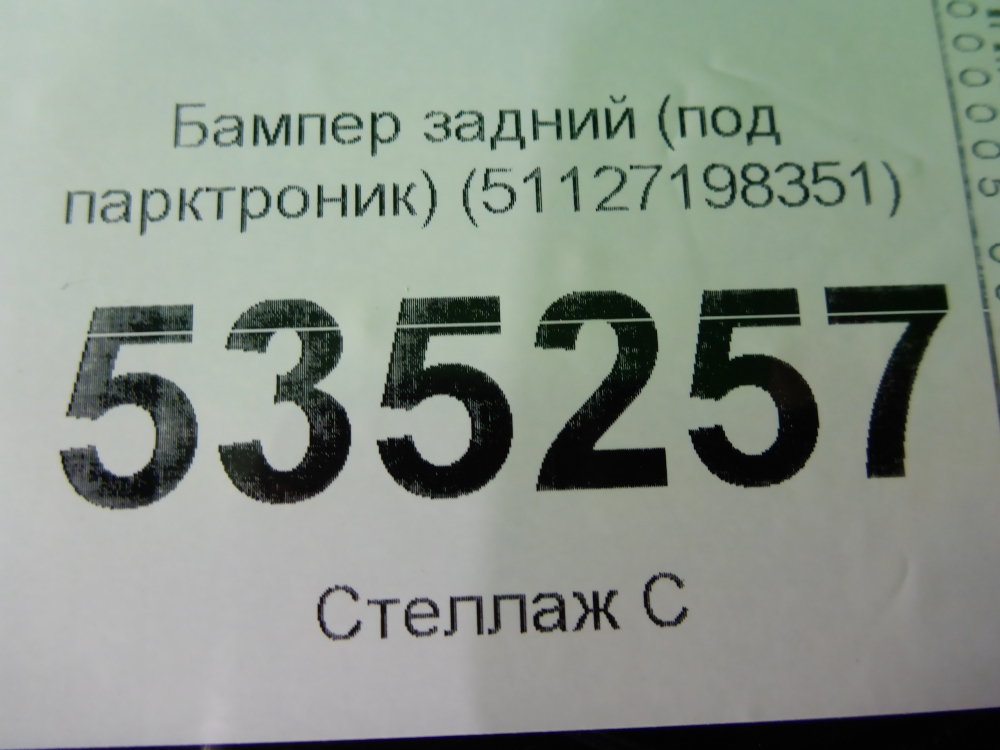 Бампер задний (под
парктроник) (51127198351)
535257
Стеллаж С